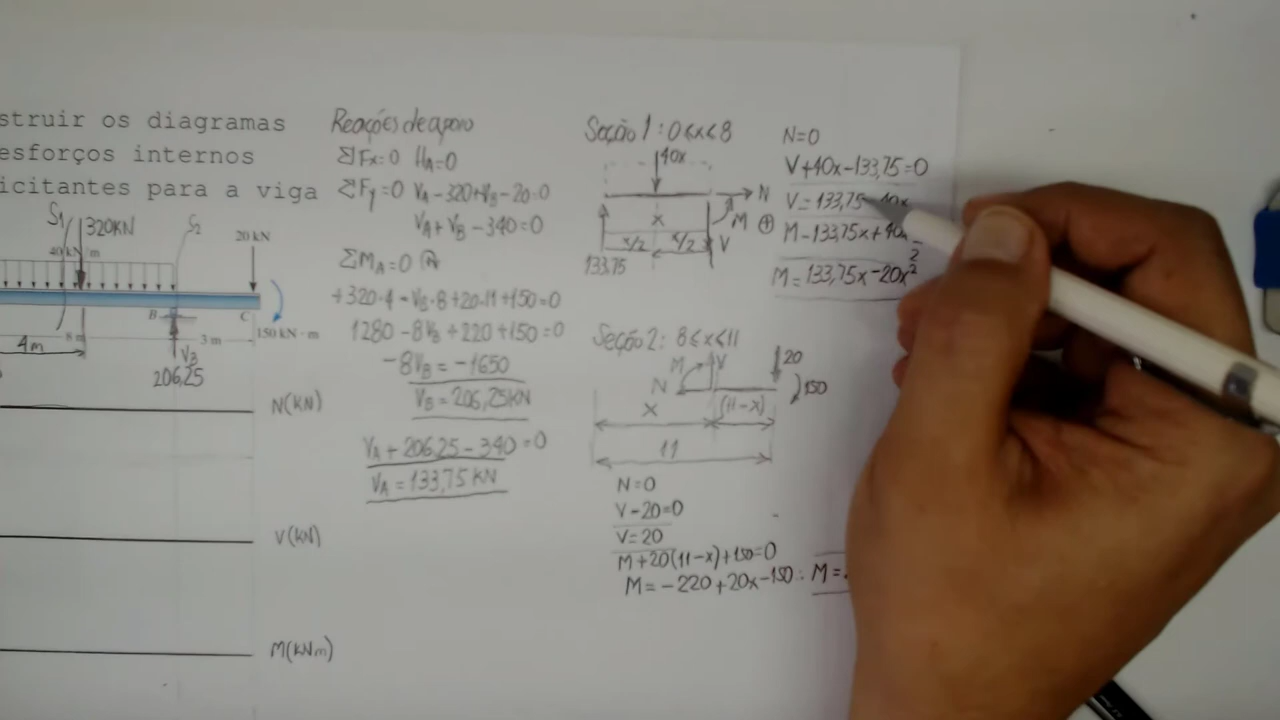 struir os diagramas
esforços internos
icitantes para a viga
S1
320KN
S2
20 kN
40 kN/m
B
C
150 kN·m
8 m
3 m
4m
VB
206,25
N(KN)
V(KN)
M(KNm)
Reações de apoio
ΣFx=0 HA=0
ΣFy=0 VA-320+VB-20=0
VA+VB-340=0
ΣMA=0
+320·4-VB·8+20·11+150=0
1280-8VB+220+150=0
-8VB=-1650
VB=206,25KN
VA+206,25-340=0
VA=133,75KN
Seção 1: 0<x<8
40x
N
x
M ⊕
x/2 x/2 V
133,75
N=0
V+40x-133,75=0
V=133,75-40x
M-133,75x+40x
2
M=133,75x-20x²
Seção 2: 8<x<11
M V 20
N 150
x (11-x)
11
N=0
V-20=0
V=20
M+20(11-x)+150=0
M=-220+20x-150 ∴ M=